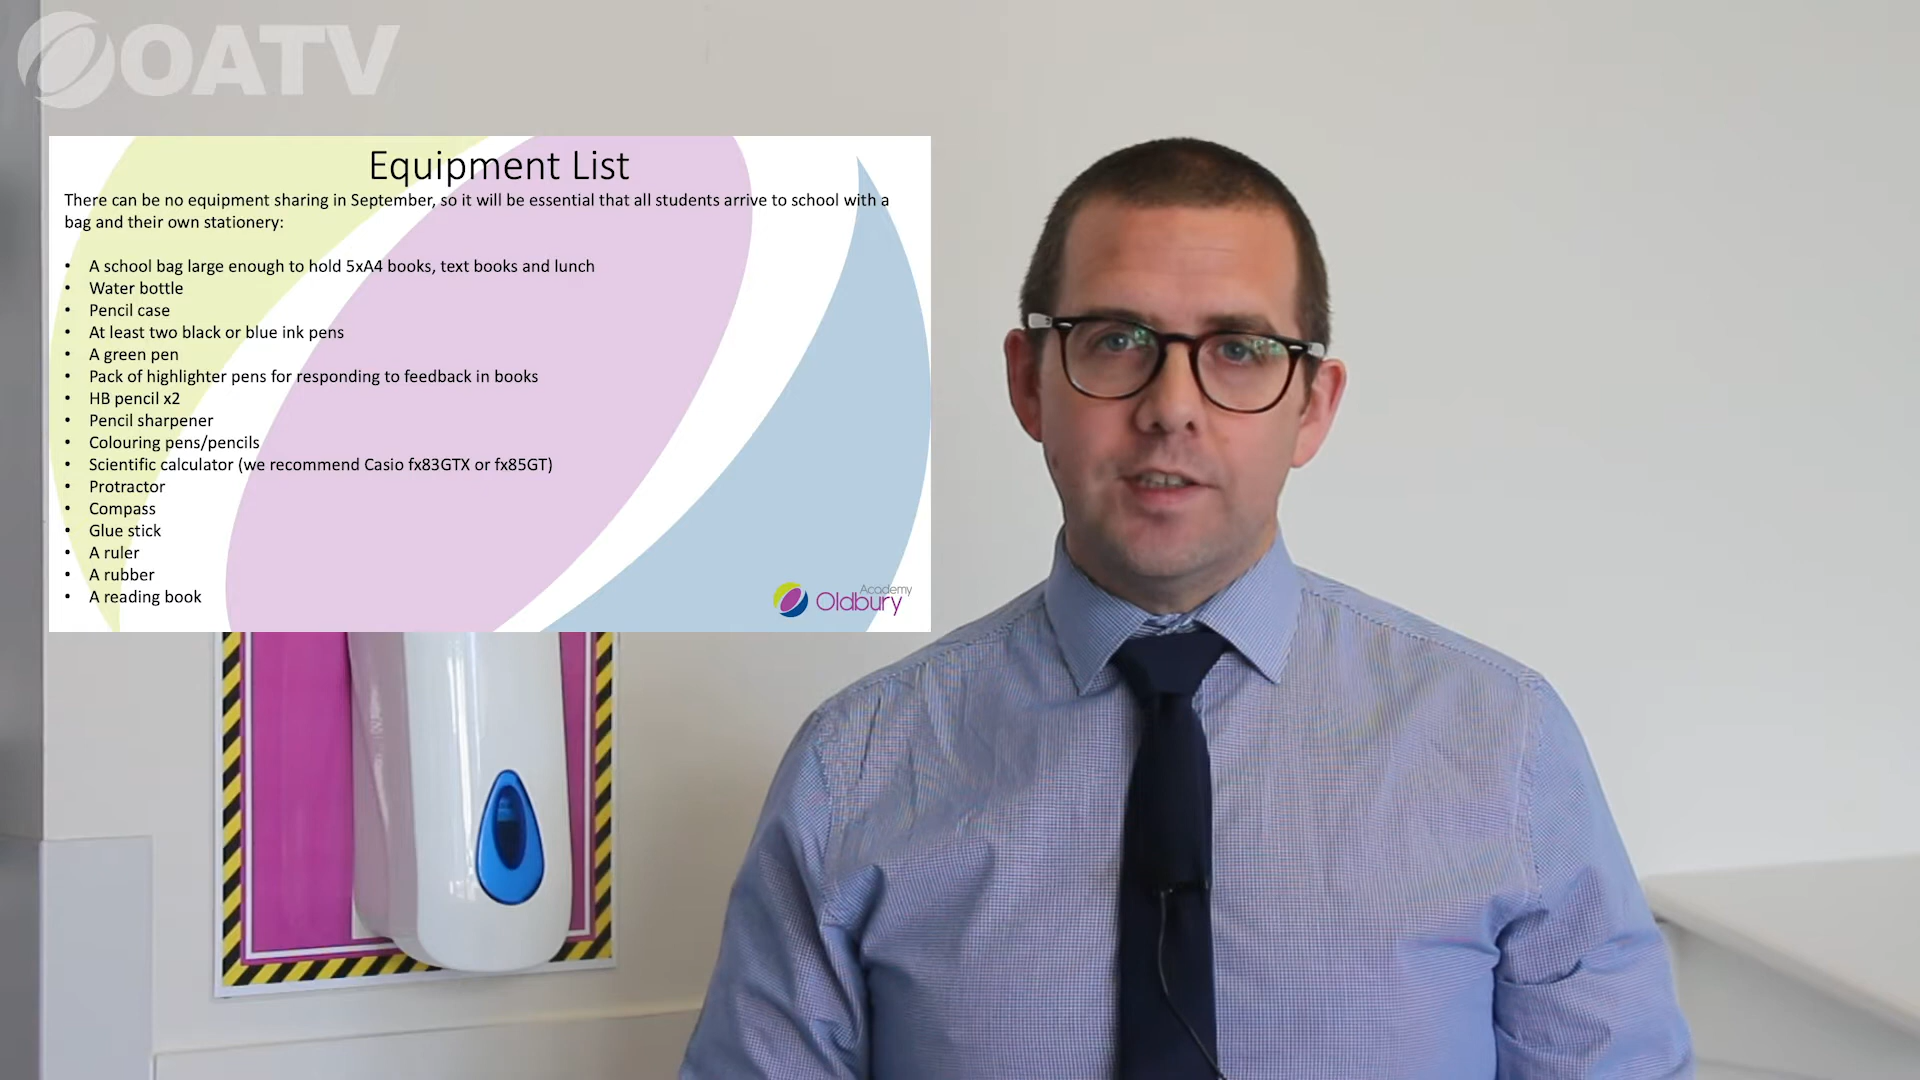 OATV
Equipment List
There can be no equipment sharing in September, so it will be essential that all students arrive to school with a
bag and their own stationery:
• A school bag large enough to hold 5xA4 books, text books and lunch
• Water bottle
• Pencil case
• At least two black or blue ink pens
• A green pen
• Pack of highlighter pens for responding to feedback in books
• HB pencil x2
• Pencil sharpener
• Colouring pens/pencils
• Scientific calculator (we recommend Casio fx83GTX or fx85GT)
• Protractor
• Compass
• Glue stick
• A ruler
• A rubber
• A reading book
Academy
Oldbury